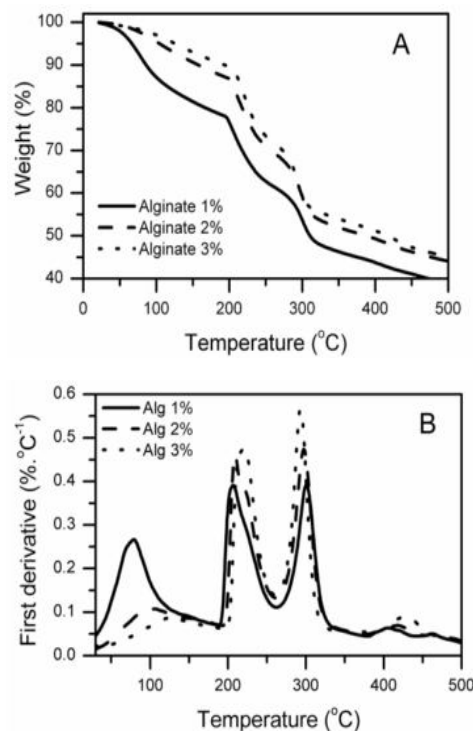 A
100
90
80
70
60
50
40
Weight (%)
Alginate 1%
Alginate 2%
Alginate 3%
0 100 200 300 400 500
Temperature (°C)
B
0.6
0.5
0.4
0.3
0.2
0.1
0.0
First derivative (%.°C⁻¹)
Alg 1%
Alg 2%
Alg 3%
100 200 300 400 500
Temperature (°C)